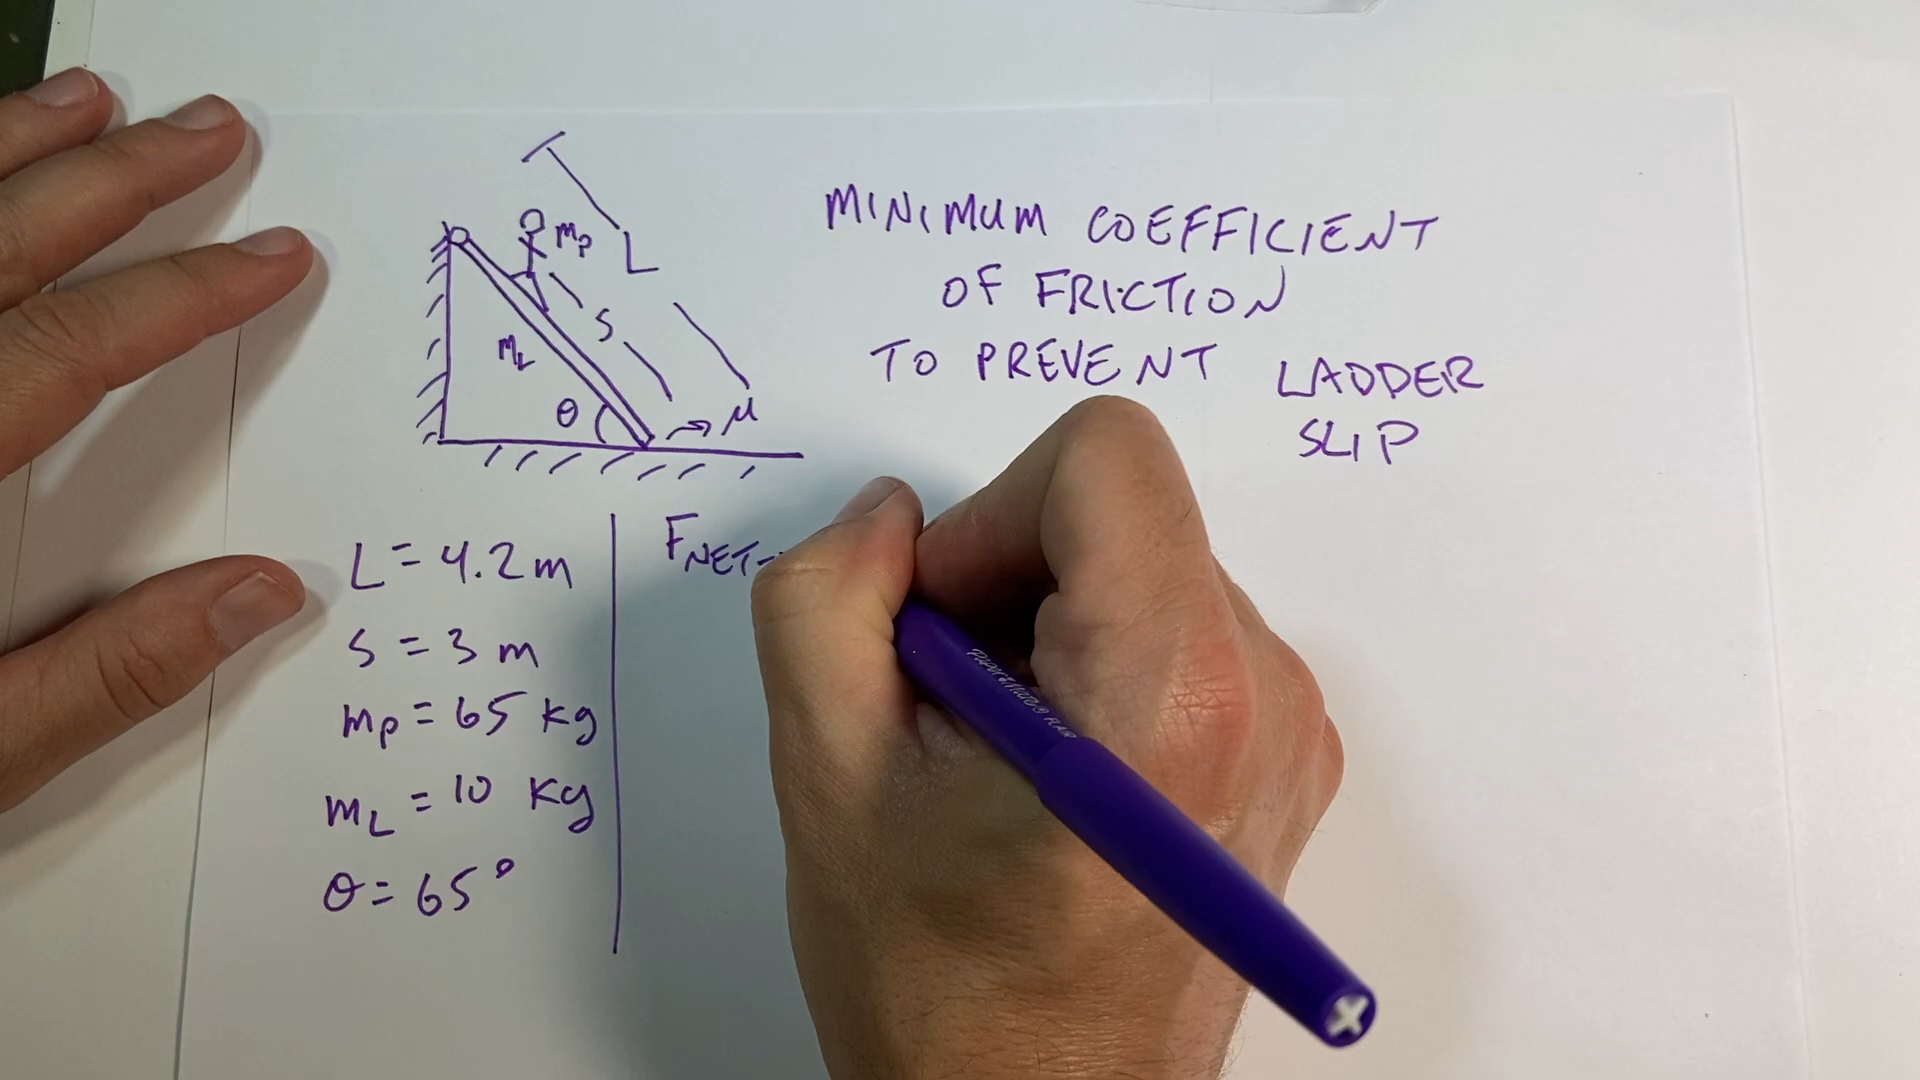 mp
L
S
mL
θ
μ
MINIMUM COEFFICIENT
OF FRICTION
TO PREVENT LADDER
SLIP
L = 4.2 m
S = 3 m
mp = 65 kg
mL = 10 kg
θ = 65°
FNET-